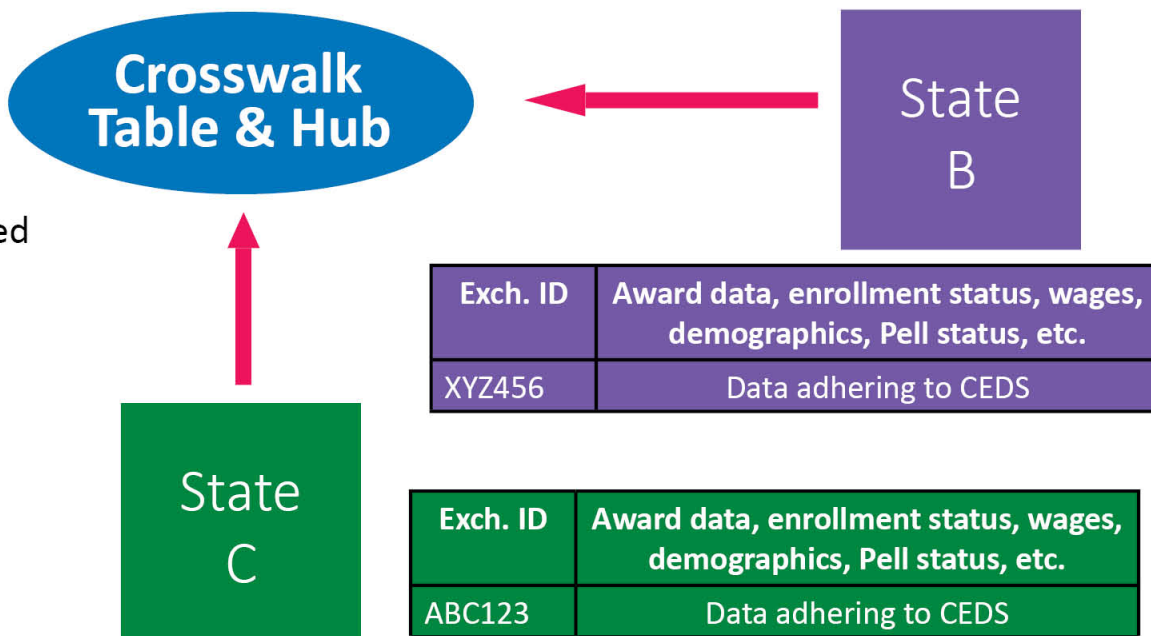 Crosswalk
Table & Hub
State
B
ed
Exch. ID
Award data, enrollment status, wages,
demographics, Pell status, etc.
XYZ456
Data adhering to CEDS
State
C
Exch. ID
Award data, enrollment status, wages,
demographics, Pell status, etc.
ABC123
Data adhering to CEDS